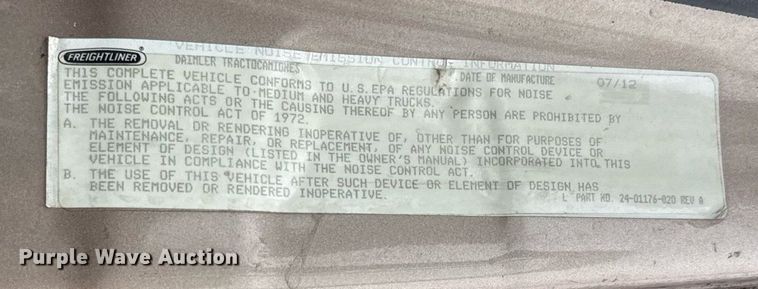 VEHICLE NOISE EMISSION CONTROL INFORMATION
FREIGHTLINER
DAIMLER TRACTOCAMIONES DATE OF MANUFACTURE 07/12
THIS COMPLETE VEHICLE CONFORMS TO U.S.EPA REGULATIONS FOR NOISE
EMISSION APPLICABLE TO MEDIUM AND HEAVY TRUCKS.
THE FOLLOWING ACTS OR THE CAUSING THEREOF BY ANY PERSON ARE PROHIBITED BY
THE NOISE CONTROL ACT OF 1972.
A. THE REMOVAL OR RENDERING INOPERATIVE OF, OTHER THAN FOR PURPOSES OF
MAINTENANCE, REPAIR, OR REPLACEMENT, OF ANY NOISE CONTROL DEVICE OR
ELEMENT OF DESIGN (LISTED IN THE OWNER'S MANUAL) INCORPORATED INTO THIS
VEHICLE IN COMPLIANCE WITH THE NOISE CONTROL ACT.
B. THE USE OF THIS VEHICLE AFTER SUCH DEVICE OR ELEMENT OF DESIGN HAS
BEEN REMOVED OR RENDERED INOPERATIVE.
L PART NO. 24-01176-020 REV A
Purple Wave Auction